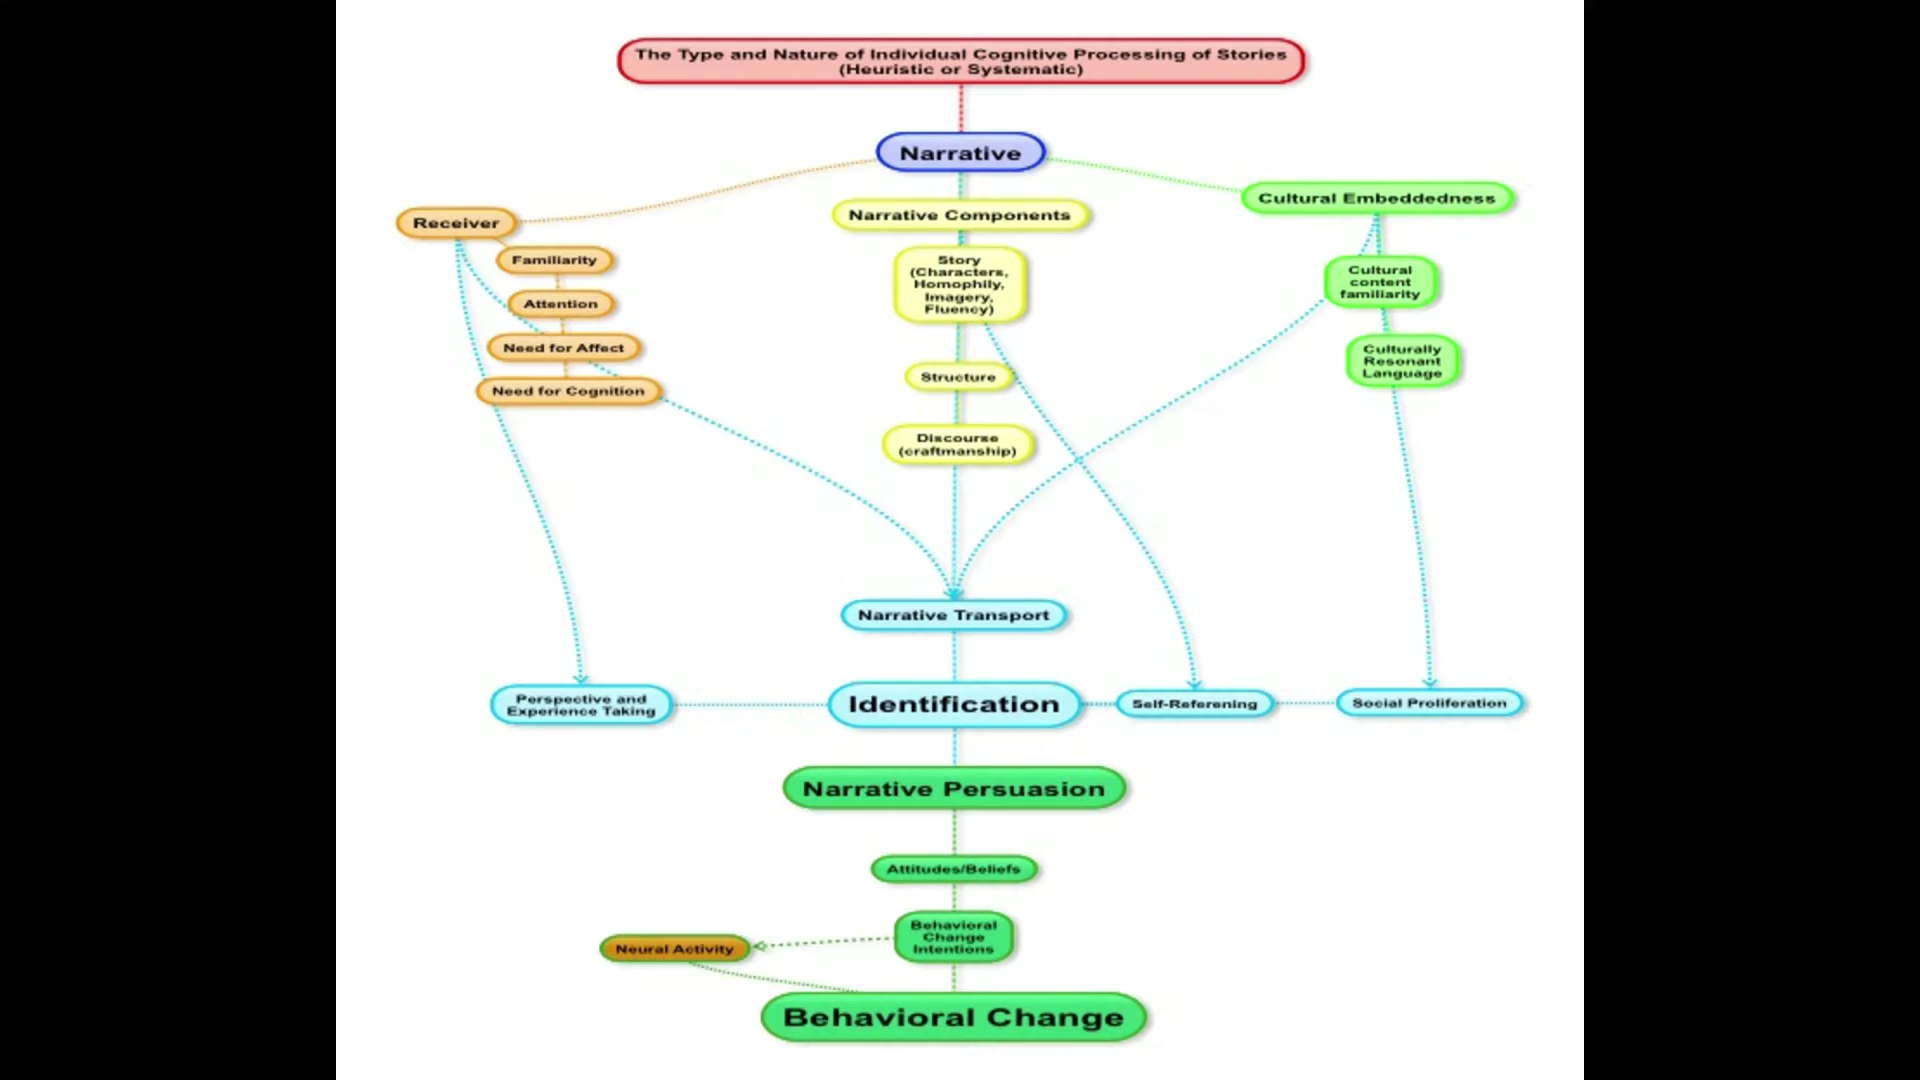 The Type and Nature of Individual Cognitive Processing of Stories
(Heuristic or Systematic)
Narrative
Receiver
Familiarity
Attention
Need for Affect
Need for Cognition
Narrative Components
Story
(Characters,
Homophily,
Imagery,
Fluency)
Structure
Discourse
(craftmanship)
Cultural Embeddedness
Cultural
content
familiarity
Culturally
Resonant
Language
Narrative Transport
Perspective and
Experience Taking
Identification
Self-Referening
Social Proliferation
Narrative Persuasion
Attitudes/Beliefs
Behavioral
Change
Intentions
Neural Activity
Behavioral Change